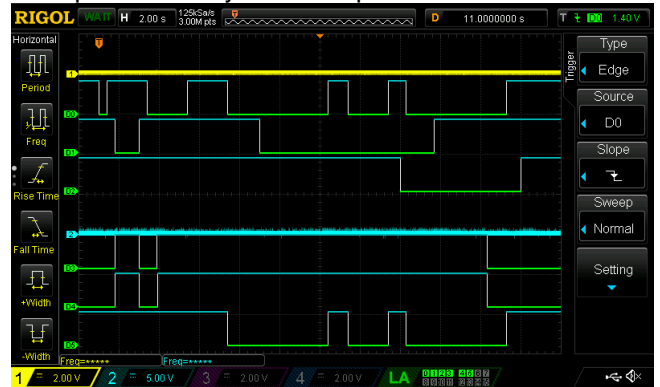 RIGOL WAIT H 2.00 s 125kSa/s 3.00M pts D 11.0000000 s T D0 1.40 V
Horizontal
Period
Freq
Rise Time
Fall Time
+Width
-Width
1
D0
D1
D2
2
D3
D4
D5
Trigger
Type
Edge
Source
D0
Slope
Sweep
Normal
Setting
Freq=***** Freq=*****
1 = 2.00 V 2 = 5.00 V 3 = 2.00 V 4 = 2.00 V LA